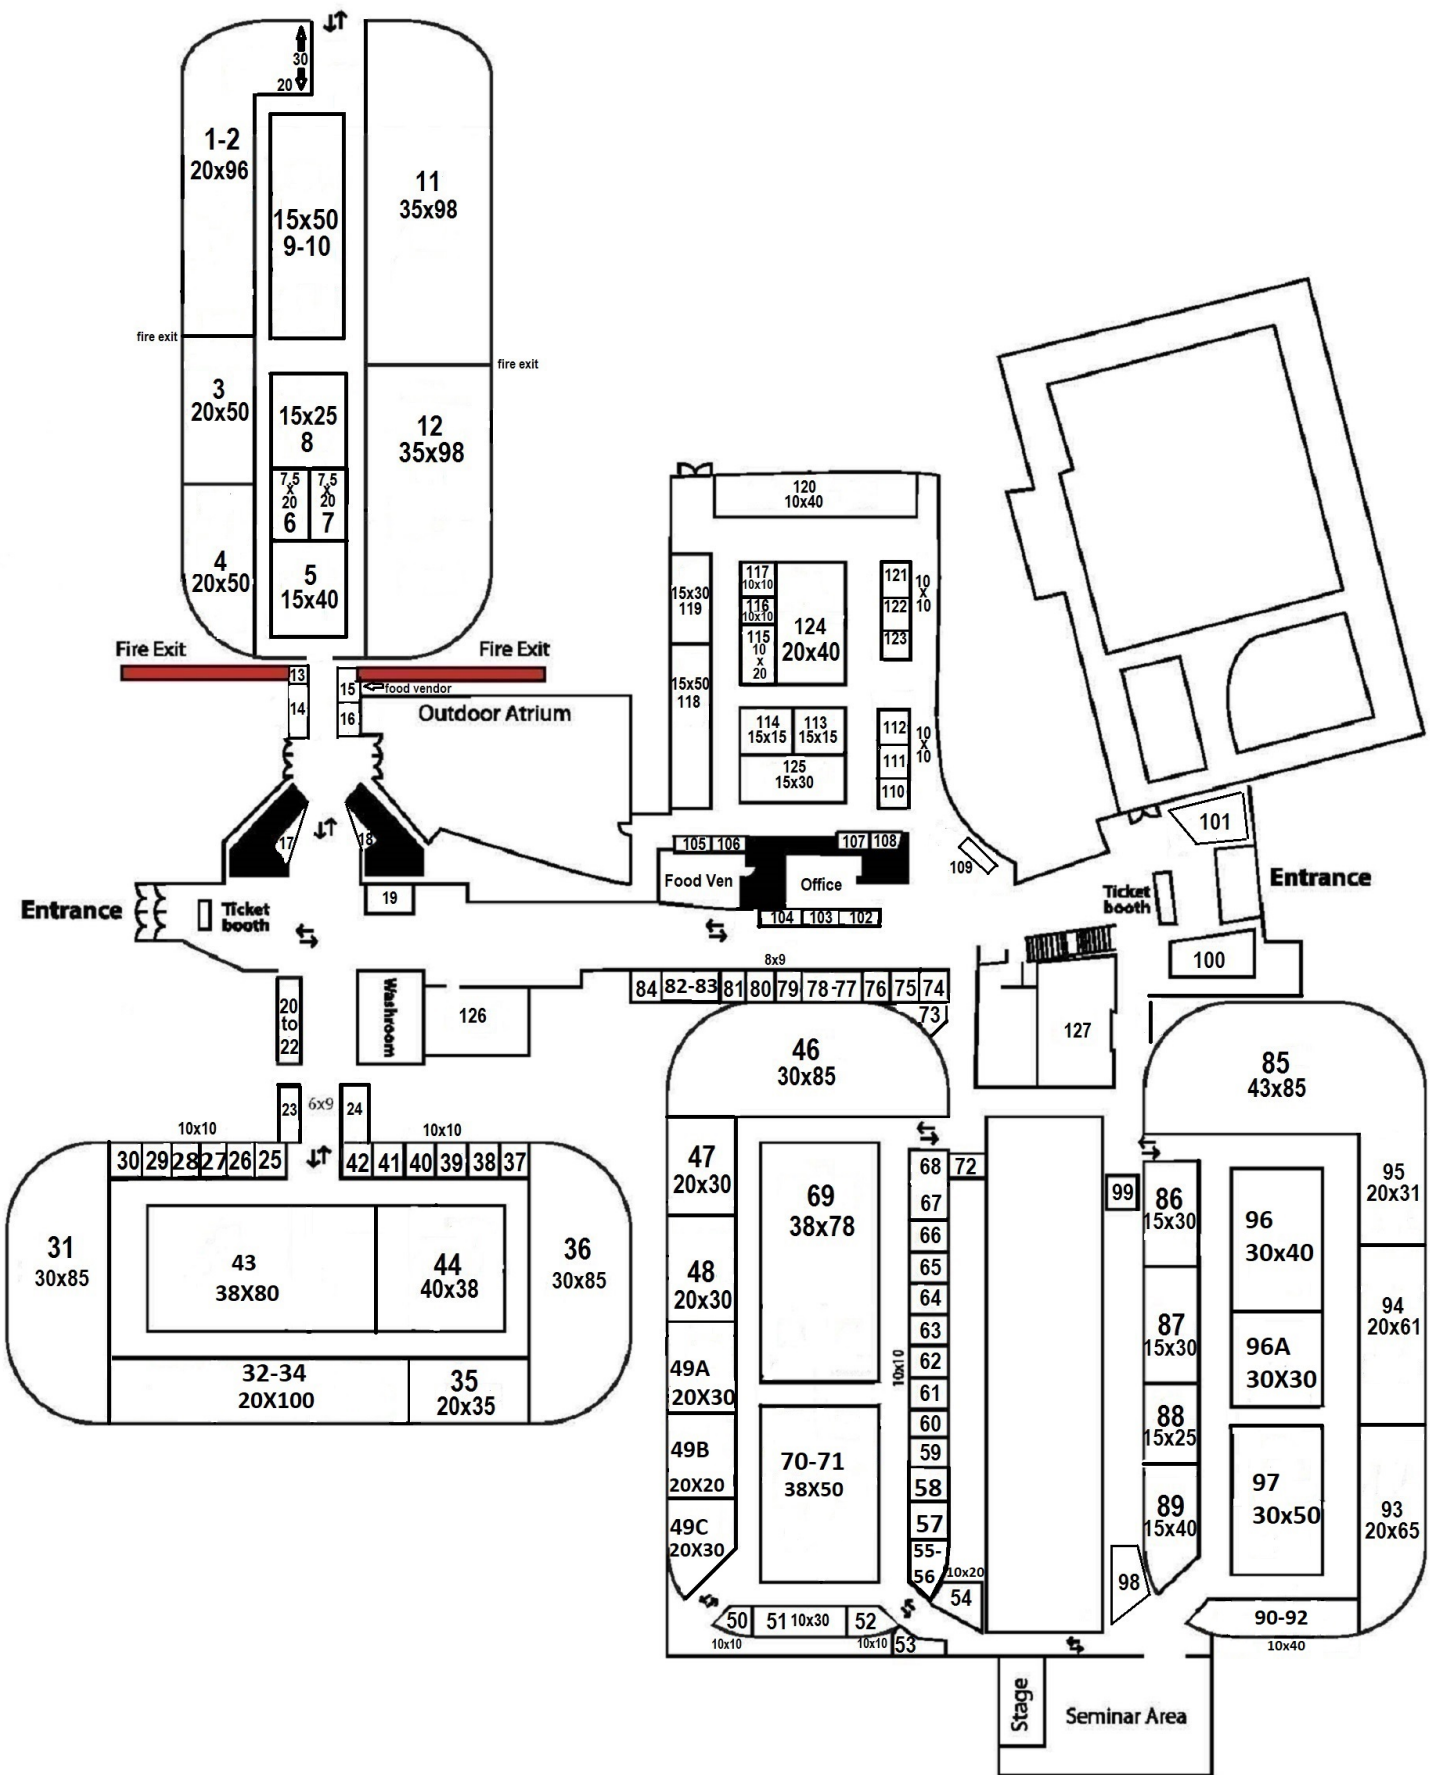 30
20
1-2
20x96
15x50
9-10
11
35x98
fire exit
fire exit
3
20x50
15x25
8
12
35x98
7.5
x
20
6
7.5
x
20
7
4
20x50
5
15x40
Fire Exit
Fire Exit
13
14
15
food vendor
16
Outdoor Atrium
17
18
19
Entrance
Ticket
booth
20
to
22
Washroom
126
23
6x9
24
10x10
10x10
30
29
28
27
26
25
42
41
40
39
38
37
31
30x85
43
38X80
44
40x38
36
30x85
32-34
20X100
35
20x35
120
10x40
15x30
119
117
10x10
116
10x10
115
10
x
20
124
20x40
121
122
123
10
x
10
15x50
118
114
15x15
113
15x15
125
15x30
112
111
110
10
x
10
105
106
107
108
109
Food Ven
Office
104
103
102
101
Ticket
booth
Entrance
100
127
8x9
84
82-83
81
80
79
78-77
76
75
74
73
46
30x85
47
20x30
48
20x30
49A
20X30
49B
20X20
49C
20X30
69
38x78
70-71
38X50
68
72
67
66
65
64
63
62
61
60
59
58
57
55-
56
10x10
10x20
54
50
51 10x30
52
53
10x10
10x10
85
43x85
99
86
15x30
87
15x30
88
15x25
89
15x40
98
96
30x40
96A
30X30
97
30x50
95
20x31
94
20x61
93
20x65
90-92
10x40
Stage
Seminar Area